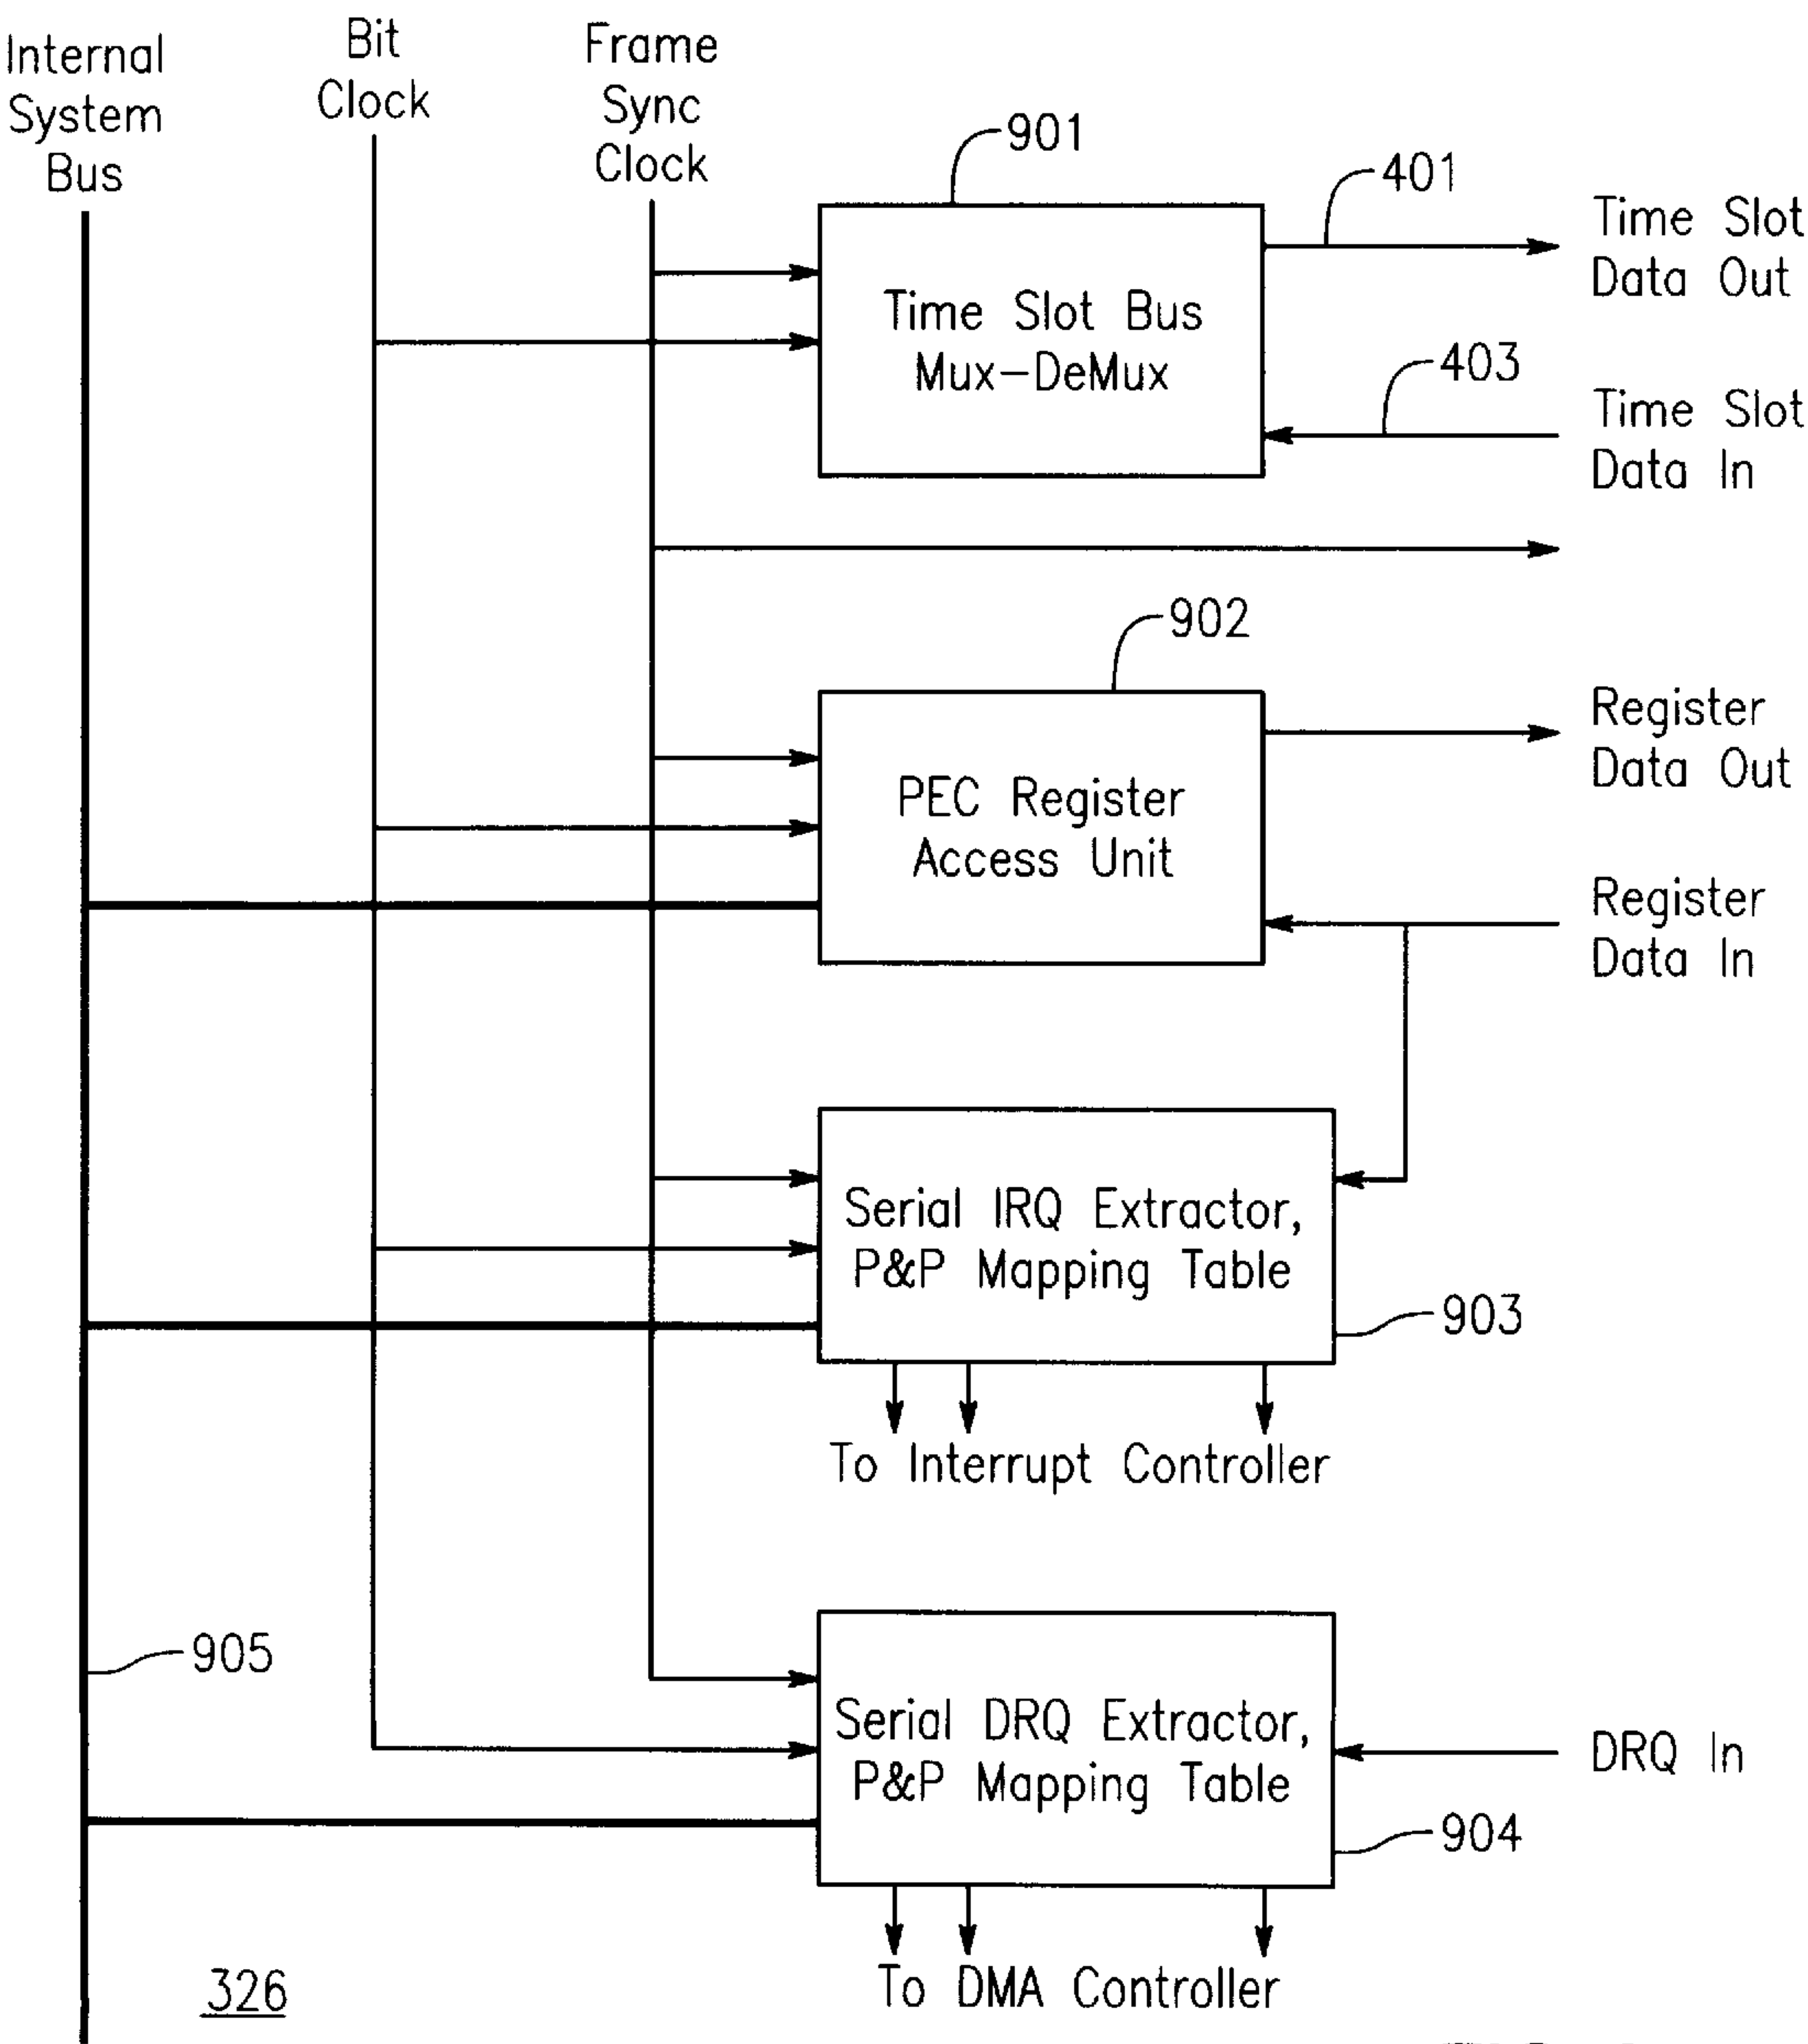 Internal
System
Bus
Bit
Clock
Frame
Sync
Clock
901
401
Time Slot
Data Out
Time Slot Bus
Mux-DeMux
403
Time Slot
Data In
902
Register
Data Out
PEC Register
Access Unit
Register
Data In
Serial IRQ Extractor,
P&P Mapping Table
903
To Interrupt Controller
905
Serial DRQ Extractor,
P&P Mapping Table
DRQ In
904
To DMA Controller
326